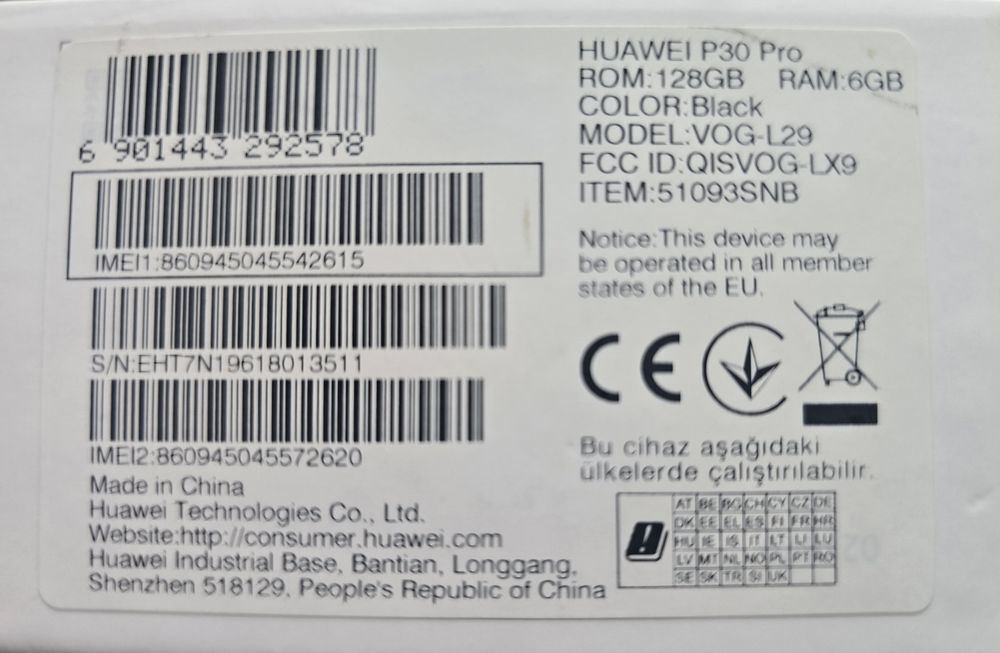 6 901443 292578
IMEI1:860945045542615
S/N:EHT7N19618013511
IMEI2:860945045572620
Made in China
Huawei Technologies Co., Ltd.
Website:http://consumer.huawei.com
Huawei Industrial Base, Bantian, Longgang,
Shenzhen 518129, People's Republic of China
HUAWEI P30 Pro
ROM:128GB RAM:6GB
COLOR:Black
MODEL:VOG-L29
FCC ID:QISVOG-LX9
ITEM:51093SNB
Notice:This device may
be operated in all member
states of the EU.
CE
Bu cihaz aşağıdaki
ülkelerde çalıştırılabilir.
AT BE BG CH CY CZ DE
DK EE EL ES FI FR HR
HU IE IS IT LT LI LU
LV MT NL NO PL PT RO
SE SK TR SI UK